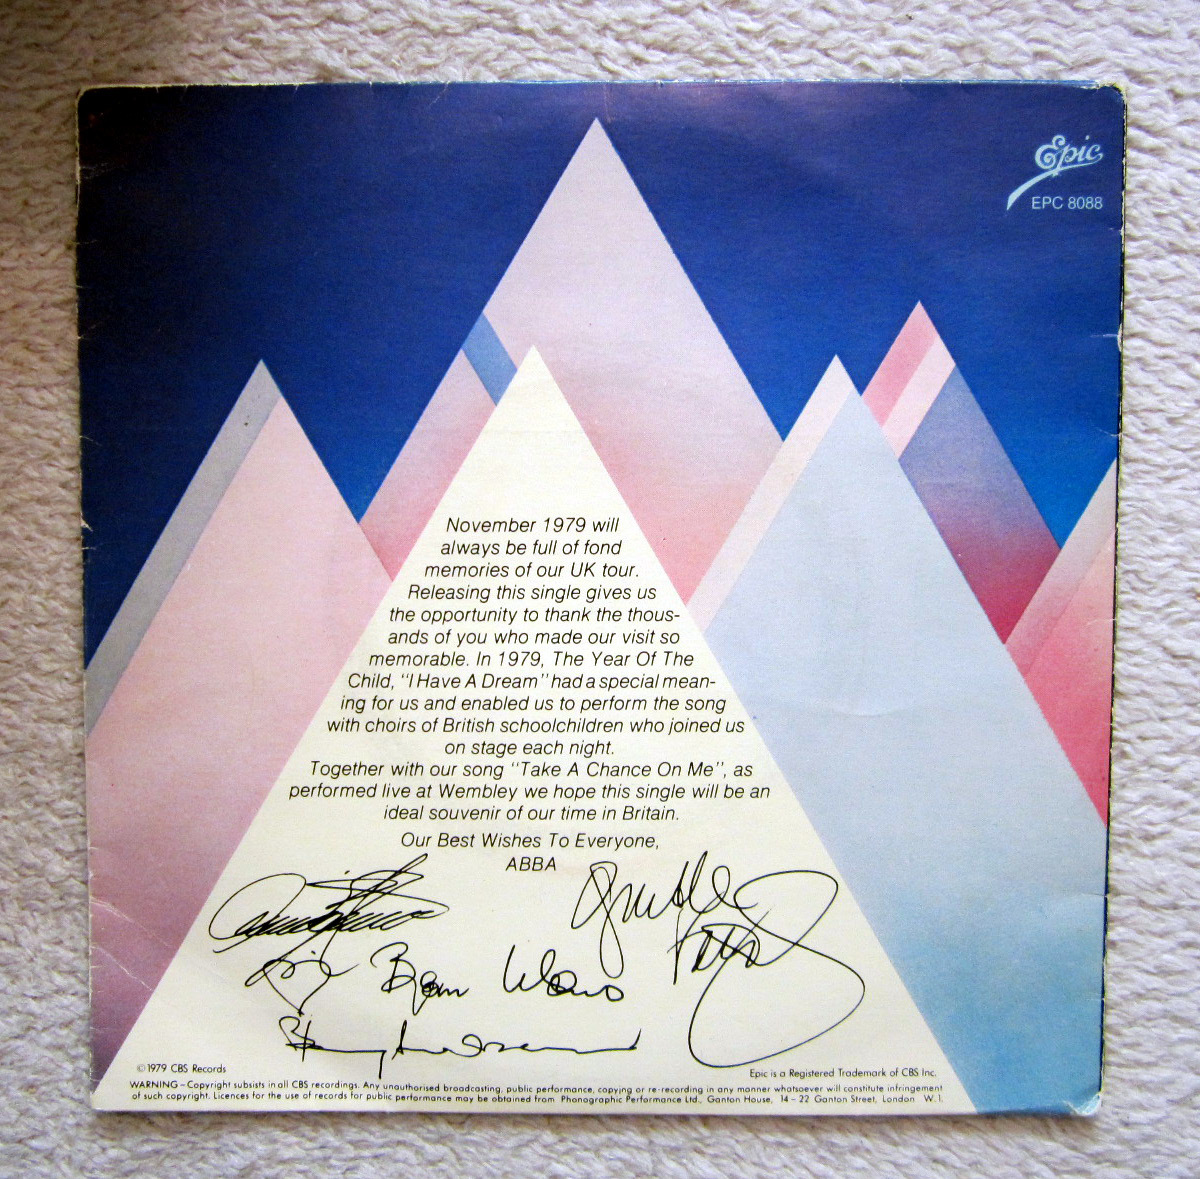 Epic
EPC 8088
November 1979 will
always be full of fond
memories of our UK tour.
Releasing this single gives us
the opportunity to thank the thous-
ands of you who made our visit so
memorable. In 1979, The Year Of The
Child, "I Have A Dream" had a special mean-
ing for us and enabled us to perform the song
with choirs of British schoolchildren who joined us
on stage each night.
Together with our song "Take A Chance On Me", as
performed live at Wembley we hope this single will be an
ideal souvenir of our time in Britain.
Our Best Wishes To Everyone,
ABBA
©1979 CBS Records
Epic is a Registered Trademark of CBS Inc.
WARNING – Copyright subsists in all CBS recordings. Any unauthorised broadcasting, public performance, copying or re-recording in any manner whatsoever will constitute infringement
of such copyright. Licences for the use of records for public performance may be obtained from Phonographic Performance Ltd., Ganton House, 14 – 22 Ganton Street, London W.1.